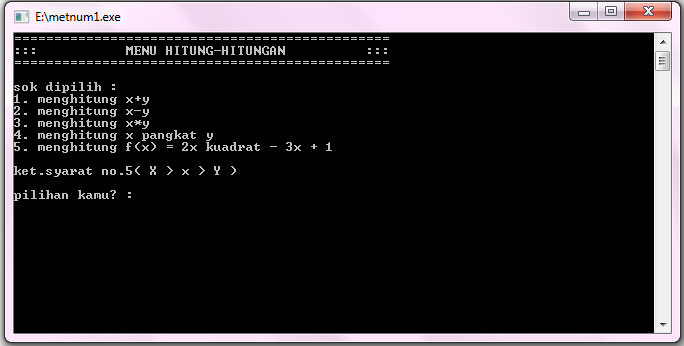 E:\metnum1.exe
===============================================
::: MENU HITUNG-HITUNGAN :::
===============================================
sok dipilih :
1. menghitung x+y
2. menghitung x-y
3. menghitung x*y
4. menghitung x pangkat y
5. menghitung f(x) = 2x kuadrat - 3x + 1
ket.syarat no.5( X > x > Y )
pilihan kamu? :